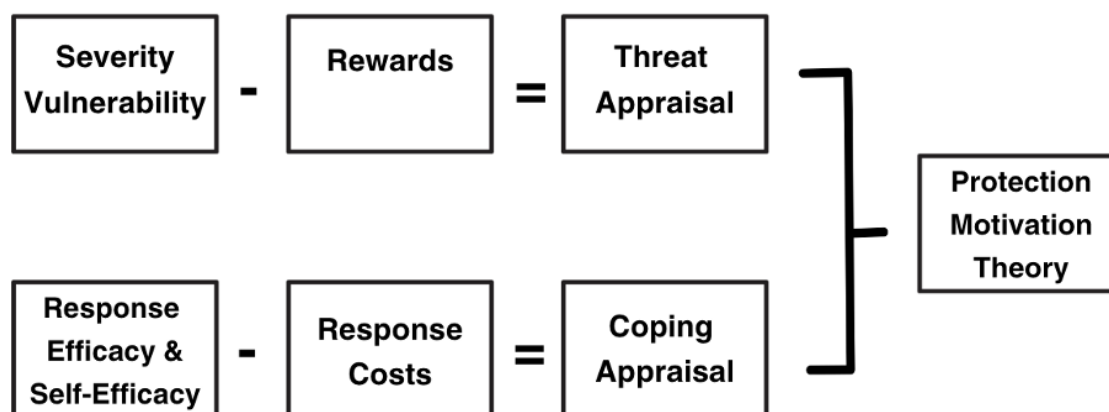 Severity
Vulnerability
-
Rewards
=
Threat
Appraisal
Protection
Motivation
Theory
Response
Efficacy &
Self-Efficacy
-
Response
Costs
=
Coping
Appraisal